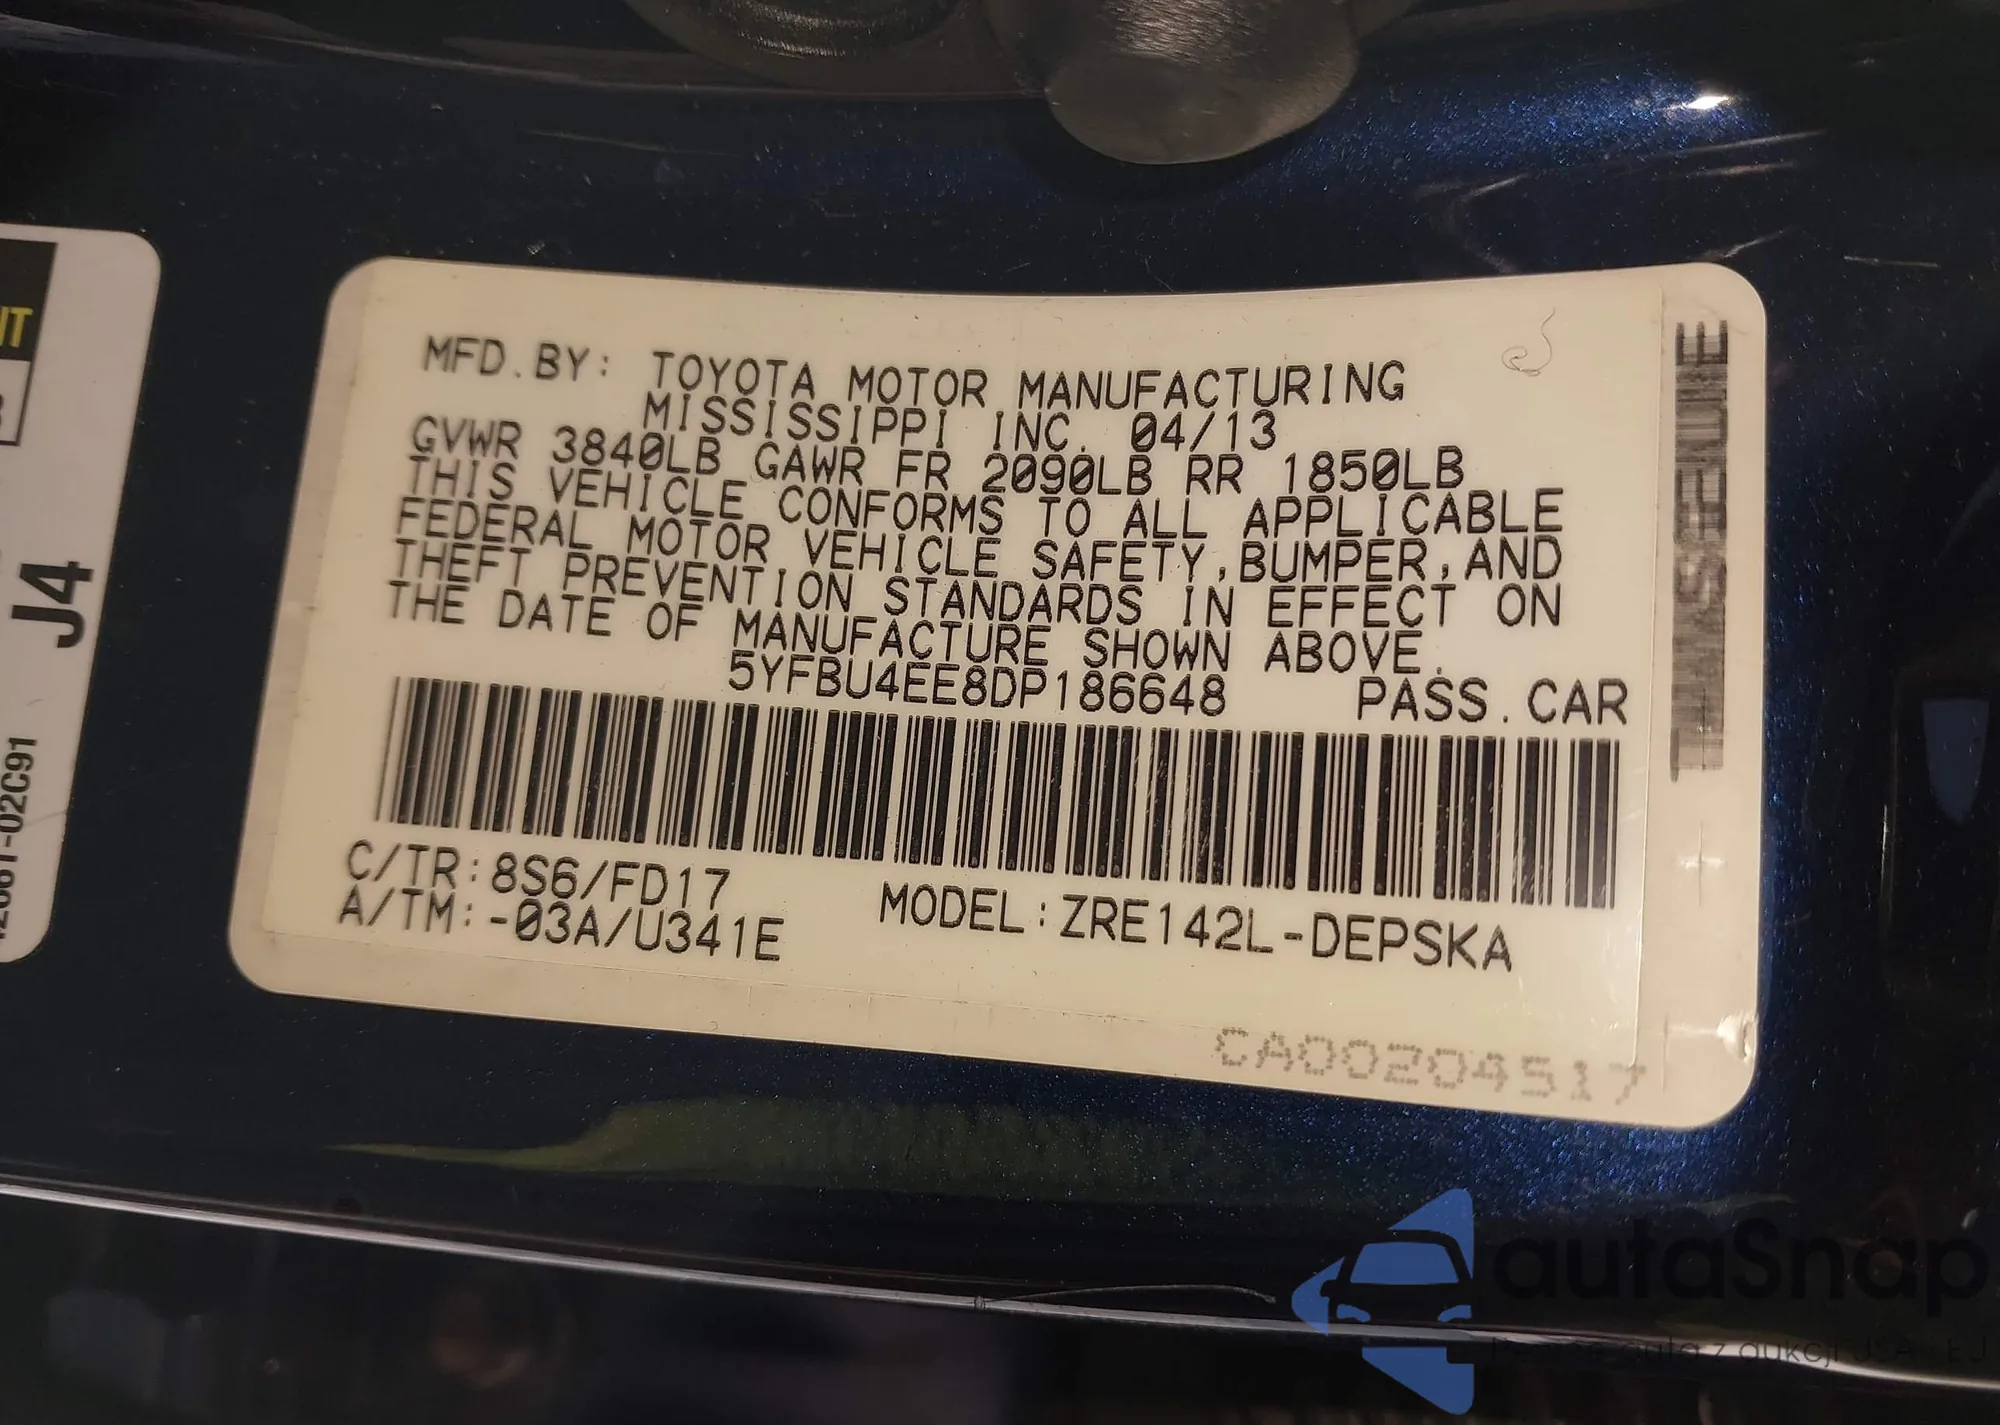 MFD.BY: TOYOTA MOTOR MANUFACTURING
MISSISSIPPI INC. 04/13
GVWR 3840LB GAWR FR 2090LB RR 1850LB
THIS VEHICLE CONFORMS TO ALL APPLICABLE
FEDERAL MOTOR VEHICLE SAFETY,BUMPER,AND
THEFT PREVENTION STANDARDS IN EFFECT ON
THE DATE OF MANUFACTURE SHOWN ABOVE.
5YFBU4EE8DP186648 PASS.CAR
C/TR:8S6/FD17
A/TM:-03A/U341E
MODEL:ZRE142L-DEPSKA
CA00204517
J4
autaSnap